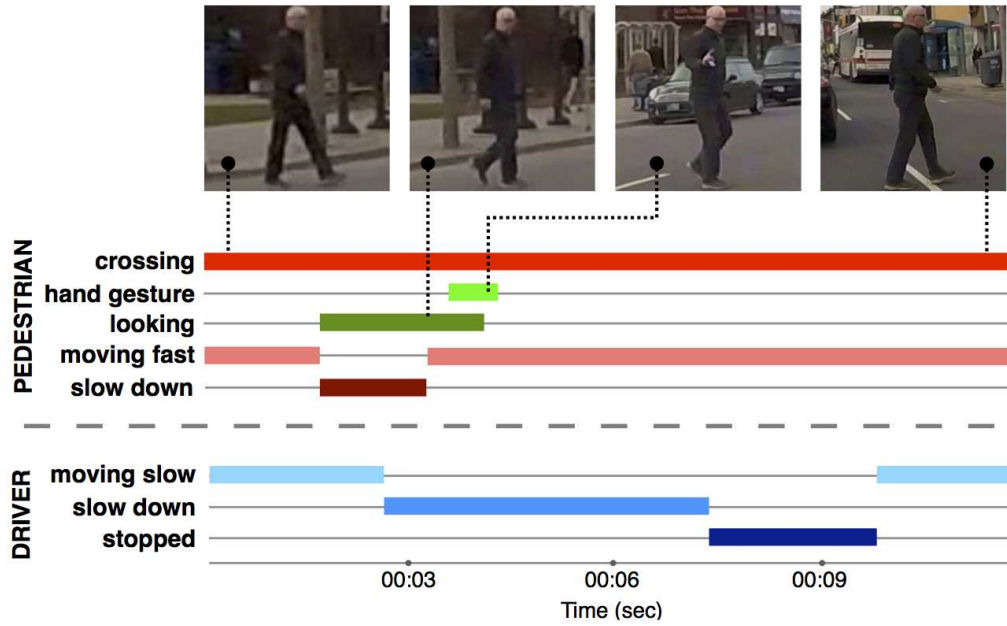 PEDESTRIAN
crossing
hand gesture
looking
moving fast
slow down
DRIVER
moving slow
slow down
stopped
00:03
00:06
00:09
Time (sec)